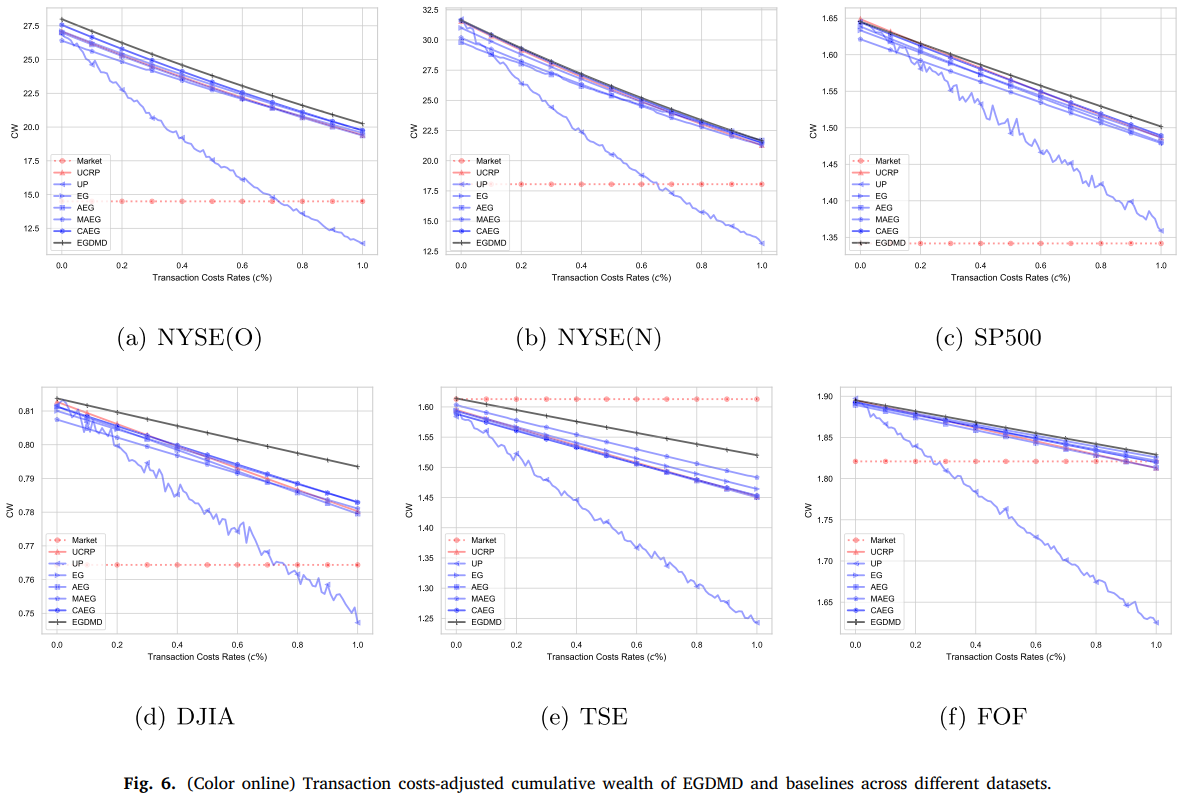 27.5
25.0
22.5
20.0
17.5
15.0
12.5
CW
Market
UCRP
UP
EG
AEG
MAEG
CAEG
EGDMD
0.0 0.2 0.4 0.6 0.8 1.0
Transaction Costs Rates (c%)
(a) NYSE(O)
32.5
30.0
27.5
25.0
22.5
20.0
17.5
15.0
12.5
CW
Market
UCRP
UP
EG
AEG
MAEG
CAEG
EGDMD
0.0 0.2 0.4 0.6 0.8 1.0
Transaction Costs Rates (c%)
(b) NYSE(N)
1.65
1.60
1.55
1.50
1.45
1.40
1.35
CW
Market
UCRP
UP
EG
AEG
MAEG
CAEG
EGDMD
0.0 0.2 0.4 0.6 0.8 1.0
Transaction Costs Rates (c%)
(c) SP500
0.81
0.80
0.79
0.78
0.77
0.76
0.75
CW
Market
UCRP
UP
EG
AEG
MAEG
CAEG
EGDMD
0.0 0.2 0.4 0.6 0.8 1.0
Transaction Costs Rates (c%)
(d) DJIA
1.60
1.55
1.50
1.45
1.40
1.35
1.30
1.25
CW
Market
UCRP
UP
EG
AEG
MAEG
CAEG
EGDMD
0.0 0.2 0.4 0.6 0.8 1.0
Transaction Costs Rates (c%)
(e) TSE
1.90
1.85
1.80
1.75
1.70
1.65
CW
Market
UCRP
UP
EG
AEG
MAEG
CAEG
EGDMD
0.0 0.2 0.4 0.6 0.8 1.0
Transaction Costs Rates (c%)
(f) FOF
Fig. 6. (Color online) Transaction costs-adjusted cumulative wealth of EGDMD and baselines across different datasets.